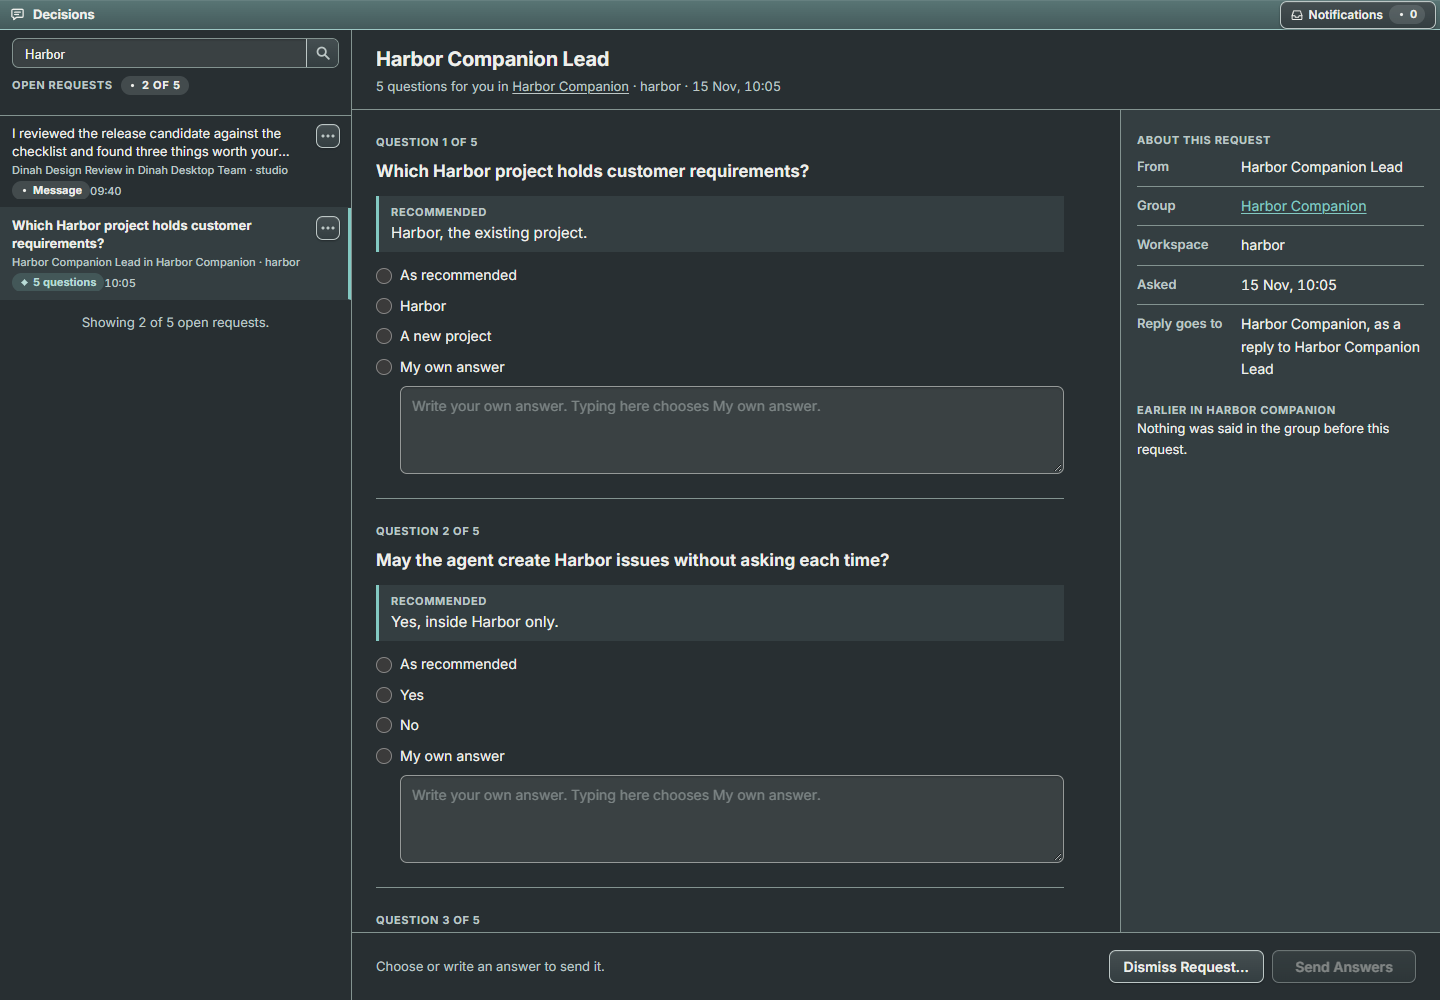 Decisions
Notifications • 0
Harbor
OPEN REQUESTS • 2 OF 5
I reviewed the release candidate against the
checklist and found three things worth your...
Dinah Design Review in Dinah Desktop Team · studio
• Message 09:40
Which Harbor project holds customer
requirements?
Harbor Companion Lead in Harbor Companion · harbor
◆ 5 questions 10:05
Showing 2 of 5 open requests.
Harbor Companion Lead
5 questions for you in Harbor Companion · harbor · 15 Nov, 10:05
QUESTION 1 OF 5
Which Harbor project holds customer requirements?
RECOMMENDED
Harbor, the existing project.
As recommended
Harbor
A new project
My own answer
Write your own answer. Typing here chooses My own answer.
QUESTION 2 OF 5
May the agent create Harbor issues without asking each time?
RECOMMENDED
Yes, inside Harbor only.
As recommended
Yes
No
My own answer
Write your own answer. Typing here chooses My own answer.
QUESTION 3 OF 5
Choose or write an answer to send it.
Dismiss Request...
Send Answers
ABOUT THIS REQUEST
From Harbor Companion Lead
Group Harbor Companion
Workspace harbor
Asked 15 Nov, 10:05
Reply goes to Harbor Companion, as a
reply to Harbor Companion
Lead
EARLIER IN HARBOR COMPANION
Nothing was said in the group before this
request.